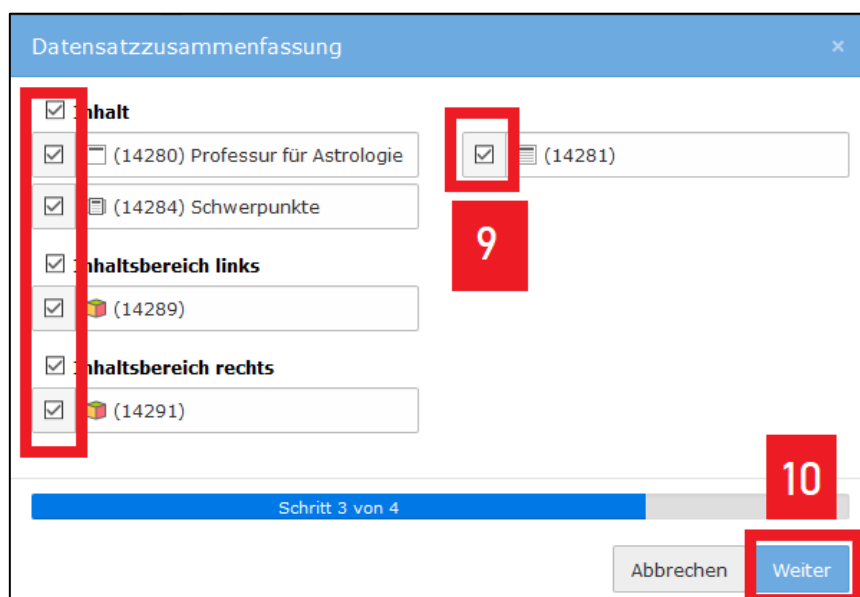 Datensatzzusammenfassung ×
Inhalt
(14280) Professur für Astrologie
(14281)
(14284) Schwerpunkte
9
Inhaltsbereich links
(14289)
Inhaltsbereich rechts
(14291)
10
Schritt 3 von 4
Abbrechen
Weiter